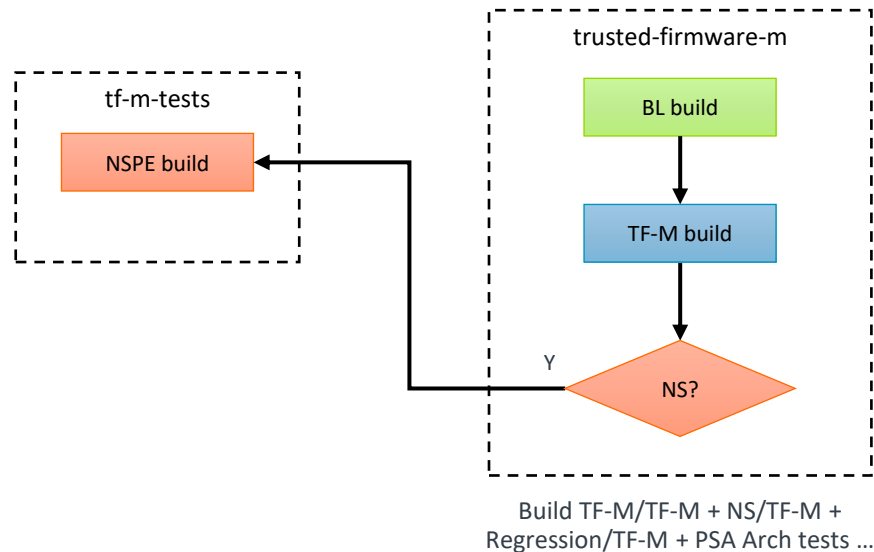 trusted-firmware-m
tf-m-tests
BL build
NSPE build
TF-M build
Y
NS?
Build TF-M/TF-M + NS/TF-M +
Regression/TF-M + PSA Arch tests …